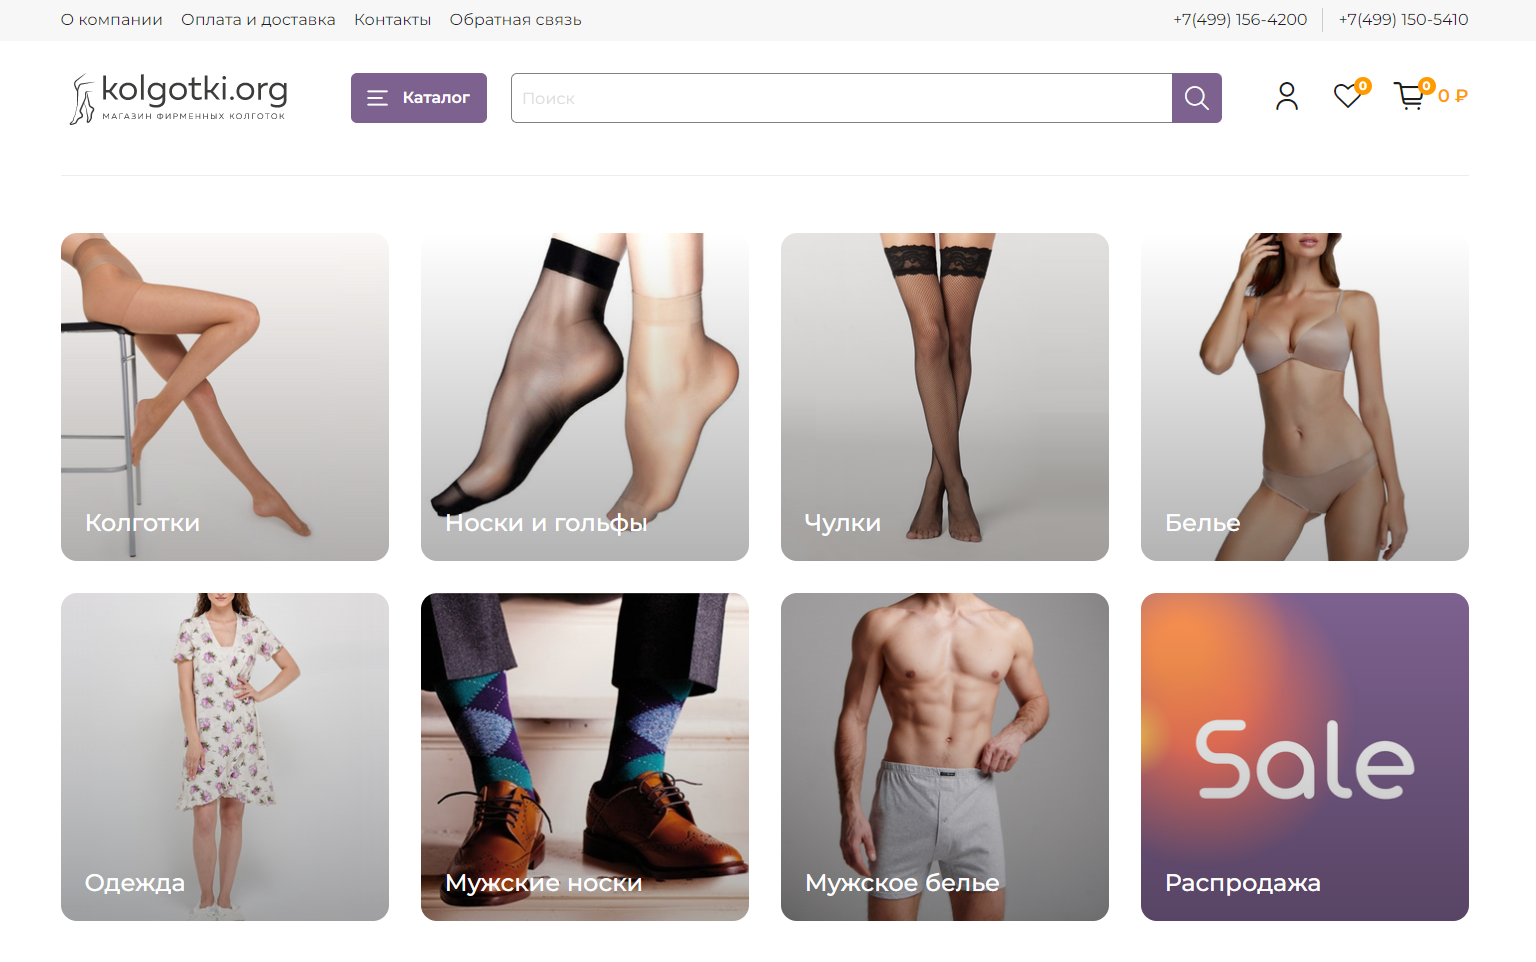 О компании Оплата и доставка Контакты Обратная связь +7(499) 156-4200 +7(499) 150-5410
kolgotki.org
МАГАЗИН ФИРМЕННЫХ КОЛГОТОК
Каталог
Поиск
0
0
0 ₽
Колготки
Носки и гольфы
Чулки
Белье
Sale
Одежда
Мужские носки
Мужское белье
Распродажа